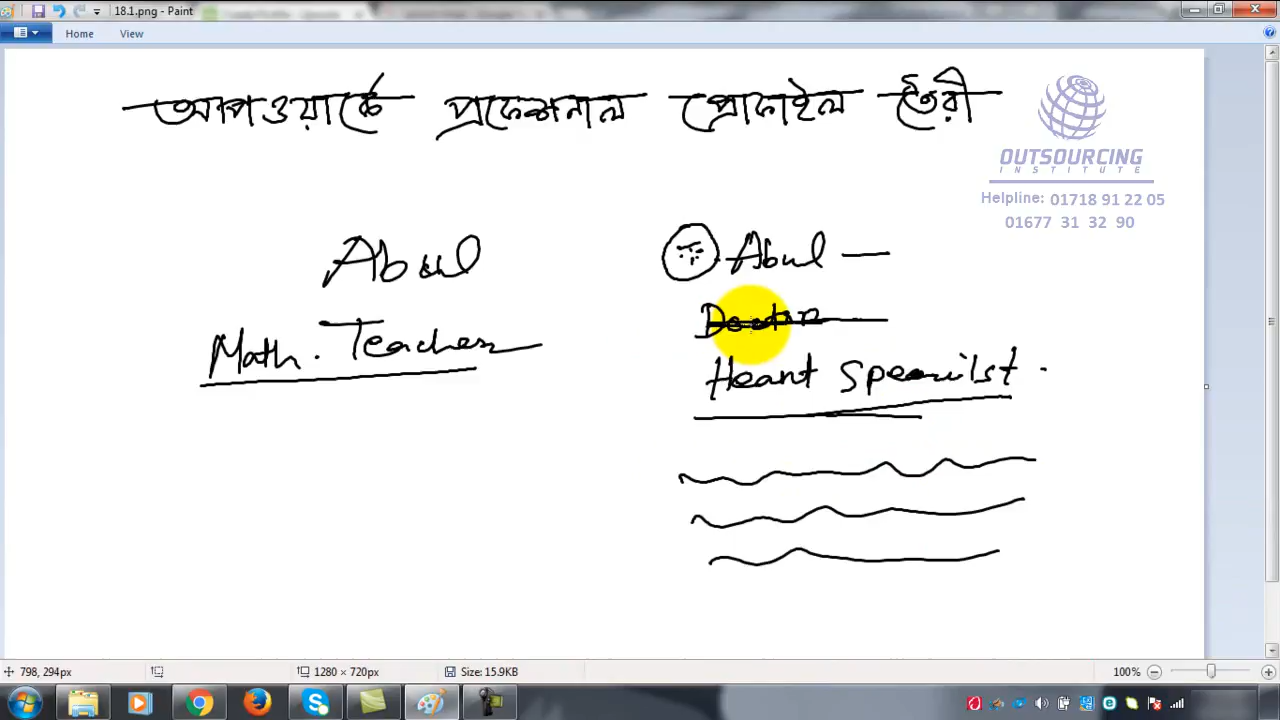 18.1.png - Paint
Home View
আপওয়ার্কে প্রফেশনাল প্রোফাইল তৈরী
OUTSOURCING
INSTITUTE
Helpline: 01718 91 22 05
01677 31 32 90
Abul
Math. Teacher
Abul
Doctor
Heart Specialist
798, 294px
1280 × 720px
Size: 15.9KB
100%